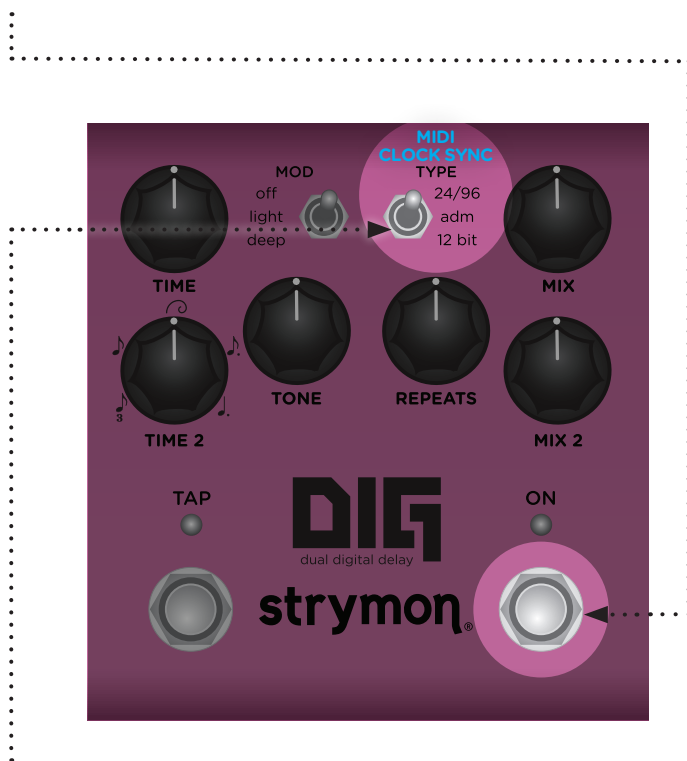 MIDI
CLOCK SYNC
MOD
TYPE
off
24/96
light
adm
deep
12 bit
TIME
MIX
3
TONE
REPEATS
TIME 2
MIX 2
TAP
ON
DIG
dual digital delay
strymon®